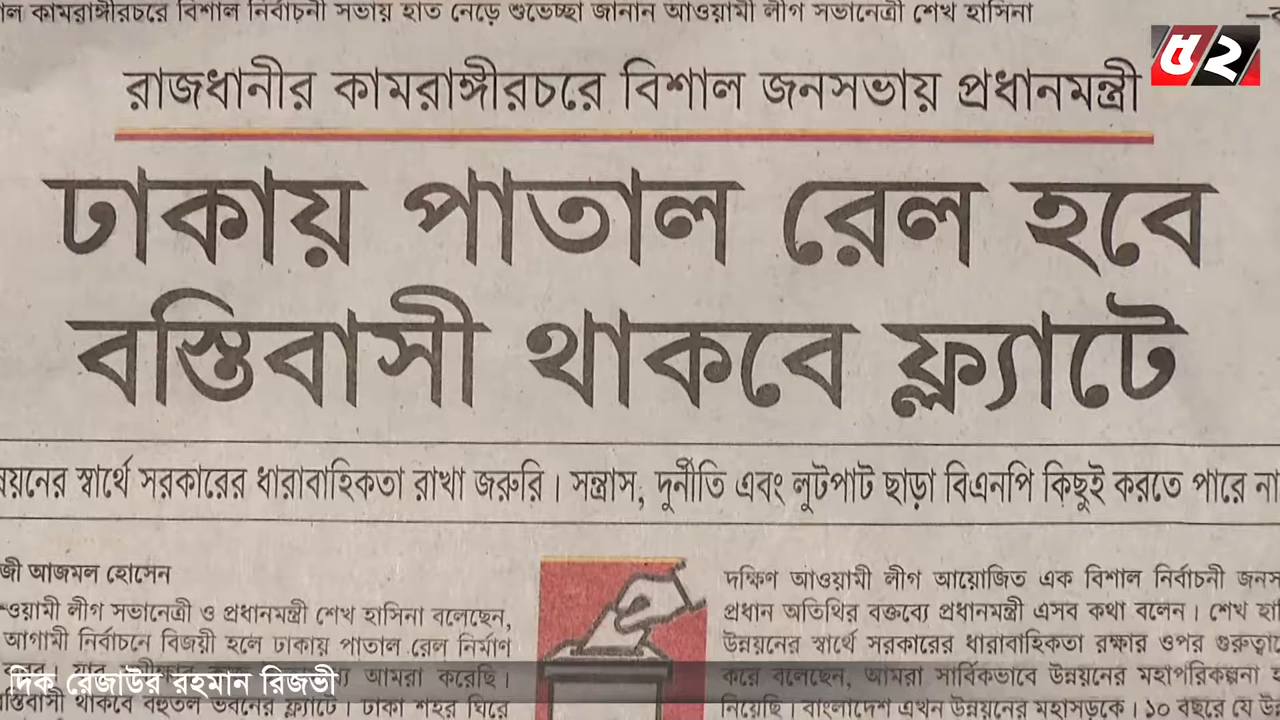 কামরাঙ্গীরচরে বিশাল নির্বাচনী সভায় হাত নেড়ে শুভেচ্ছা জানান আওয়ামী লীগ সভানেত্রী শেখ হাসিনা
৫২
রাজধানীর কামরাঙ্গীরচরে বিশাল জনসভায় প্রধানমন্ত্রী
ঢাকায় পাতাল রেল হবে
বস্তিবাসী থাকবে ফ্ল্যাটে
স্বার্থে সরকারের ধারাবাহিকতা রাখা জরুরি। সন্ত্রাস, দুর্নীতি এবং লুটপাট ছাড়া বিএনপি কিছুই করতে পারে না
আজমল হোসেন
লীগ সভানেত্রী ও প্রধানমন্ত্রী শেখ হাসিনা বলেছেন,
আগামী নির্বাচনে বিজয়ী হলে ঢাকায় পাতাল রেল নির্মাণ
আমরা করেছি।
থাকবে বহুতল ভবনের ফ্ল্যাটে। ঢাকা শহর ঘিরে
দক্ষিণ আওয়ামী লীগ আয়োজিত এক বিশাল নির্বাচনী
প্রধান অতিথির বক্তব্যে প্রধানমন্ত্রী এসব কথা বলেন। শেখ
উন্নয়নের স্বার্থে সরকারের ধারাবাহিকতা রক্ষার ওপর
করে বলেছেন, আমরা সার্বিকভাবে উন্নয়নের মহাপরিকল্পনা
নিয়েছি। বাংলাদেশ এখন উন্নয়নের মহাসড়কে। ১০ বছরে যে
দিক রেজাউর রহমান রিজভী